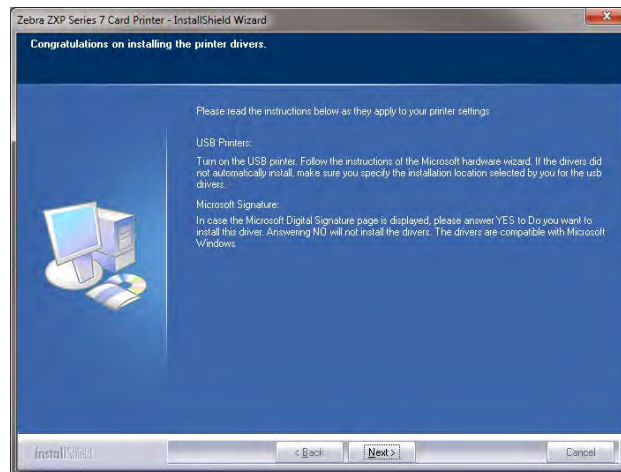 Zebra ZXP Series 7 Card Printer - InstallShield Wizard
Congratulations on installing the printer drivers.
Please read the instructions below as they apply to your printer settings
USB Printers:
Turn on the USB printer. Follow the instructions of the Microsoft hardware wizard. If the drivers did
not automatically install, make sure you specify the installation location selected by you for the usb
drivers.
Microsoft Signature:
In case the Microsoft Digital Signature page is displayed, please answer YES to Do you want to
install this driver. Answering NO will not install the drivers. The drivers are compatible with Microsoft
Windows.
InstallShield
< Back
Next >
Cancel